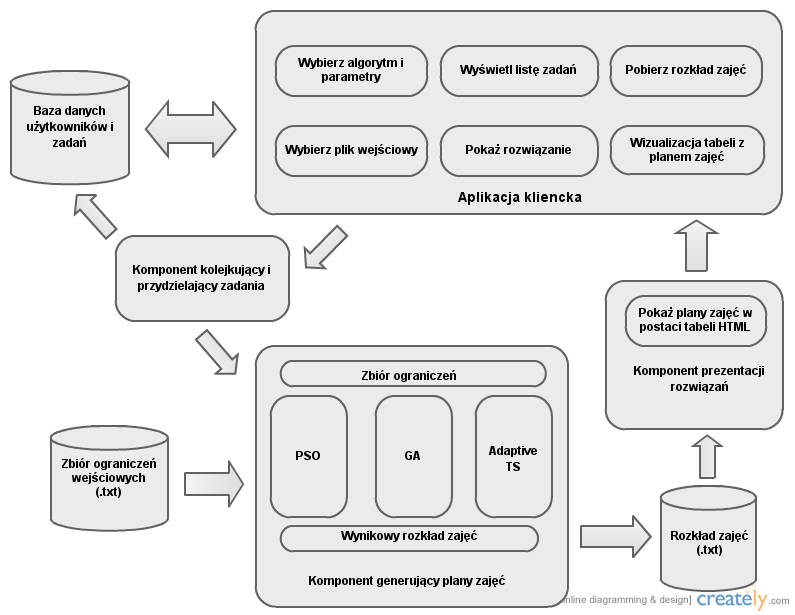 Wybierz algorytm i
parametry
Wyświetl listę zadań
Pobierz rozkład zajęć
Baza danych
użytkowników i
zadań
Wybierz plik wejściowy
Pokaż rozwiązanie
Wizualizacja tabeli z
planem zajęć
Aplikacja kliencka
Komponent kolejkujący i
przydzielający zadania
Pokaż plany zajęć w
postaci tabeli HTML
Komponent prezentacji
rozwiązań
Zbiór ograniczeń
PSO
GA
Adaptive
TS
Zbiór ograniczeń
wejściowych
(.txt)
Wynikowy rozkład zajęć
Rozkład zajęć
(.txt)
Komponent generujący plany zajęć
online diagramming & design]
creately.com